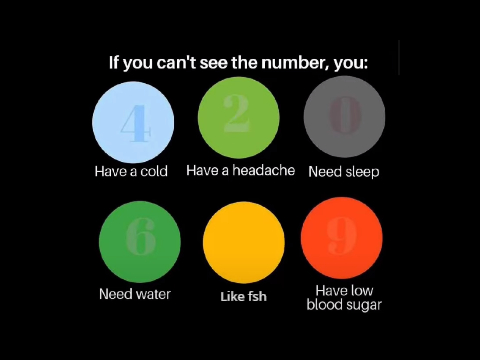 If you can't see the number, you:
4
2
0
Have a cold
Have a headache
Need sleep
6
9
Need water
Like fsh
Have low
blood sugar